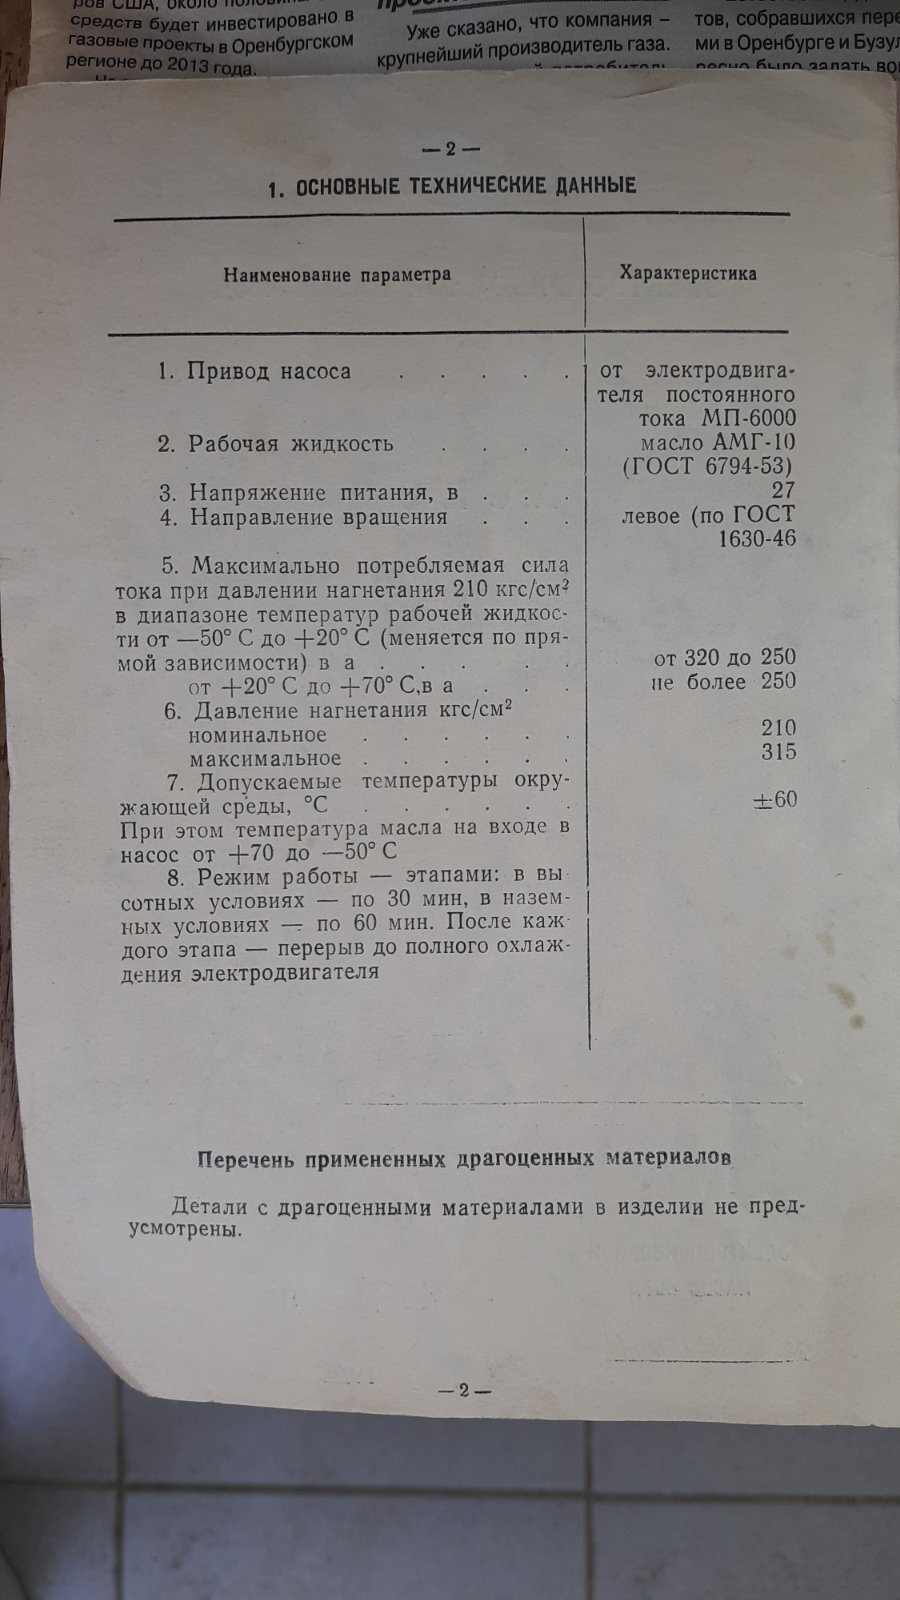 средств будет инвестировано в
газовые проекты в Оренбургском
регионе до 2013 года.
Уже сказано, что компания –
крупнейший производитель газа.
тов, собравшихся
ми в Оренбурге и
— 2 —
1. ОСНОВНЫЕ ТЕХНИЧЕСКИЕ ДАННЫЕ
Наименование параметра
Характеристика
1. Привод насоса . . . . . от электродвига-
теля постоянного
тока МП-6000
2. Рабочая жидкость . . . . масло АМГ-10
(ГОСТ 6794-53)
3. Напряжение питания, в . . . 27
4. Направление вращения . . . левое (по ГОСТ
1630-46
5. Максимально потребляемая сила
тока при давлении нагнетания 210 кгс/см²
в диапазоне температур рабочей жидкос-
ти от —50° С до +20° С (меняется по пря-
мой зависимости) в а . . . . . от 320 до 250
от +20° С до +70° С,в а . . . не более 250
6. Давление нагнетания кгс/см²
номинальное . . . . . . 210
максимальное . . . . . . 315
7. Допускаемые температуры окру-
жающей среды, °С . . . . . . ±60
При этом температура масла на входе в
насос от +70 до —50° С
8. Режим работы — этапами: в вы-
сотных условиях — по 30 мин, в назем-
ных условиях — по 60 мин. После каж-
дого этапа — перерыв до полного охлаж-
дения электродвигателя
Перечень примененных драгоценных материалов
Детали с драгоценными материалами в изделии не пред-
усмотрены.
— 2 —